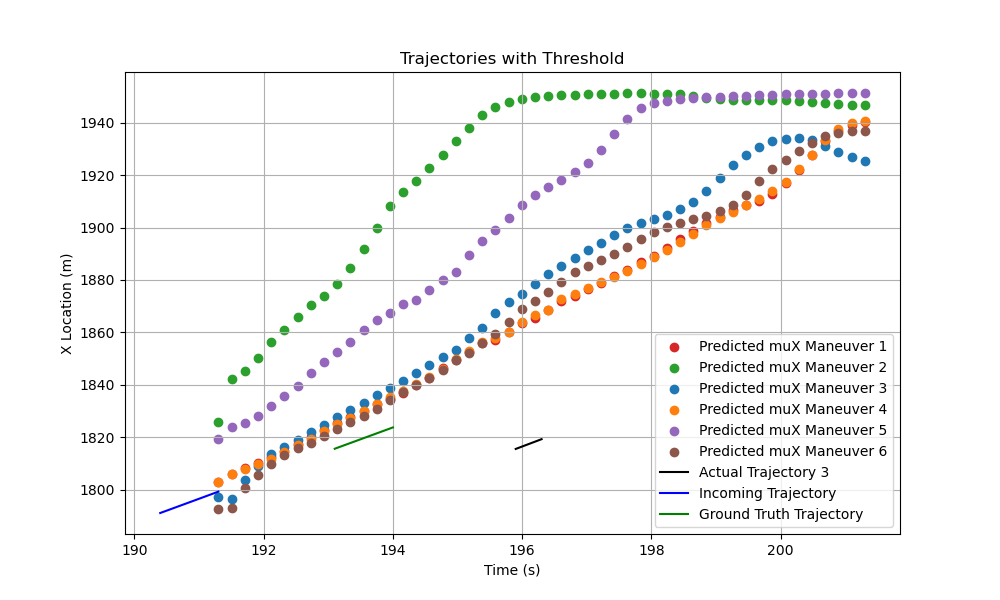 Trajectories with Threshold
X Location (m)
1940
1920
1900
1880
1860
1840
1820
1800
190
192
194
196
198
200
Time (s)
Predicted muX Maneuver 1
Predicted muX Maneuver 2
Predicted muX Maneuver 3
Predicted muX Maneuver 4
Predicted muX Maneuver 5
Predicted muX Maneuver 6
Actual Trajectory 3
Incoming Trajectory
Ground Truth Trajectory